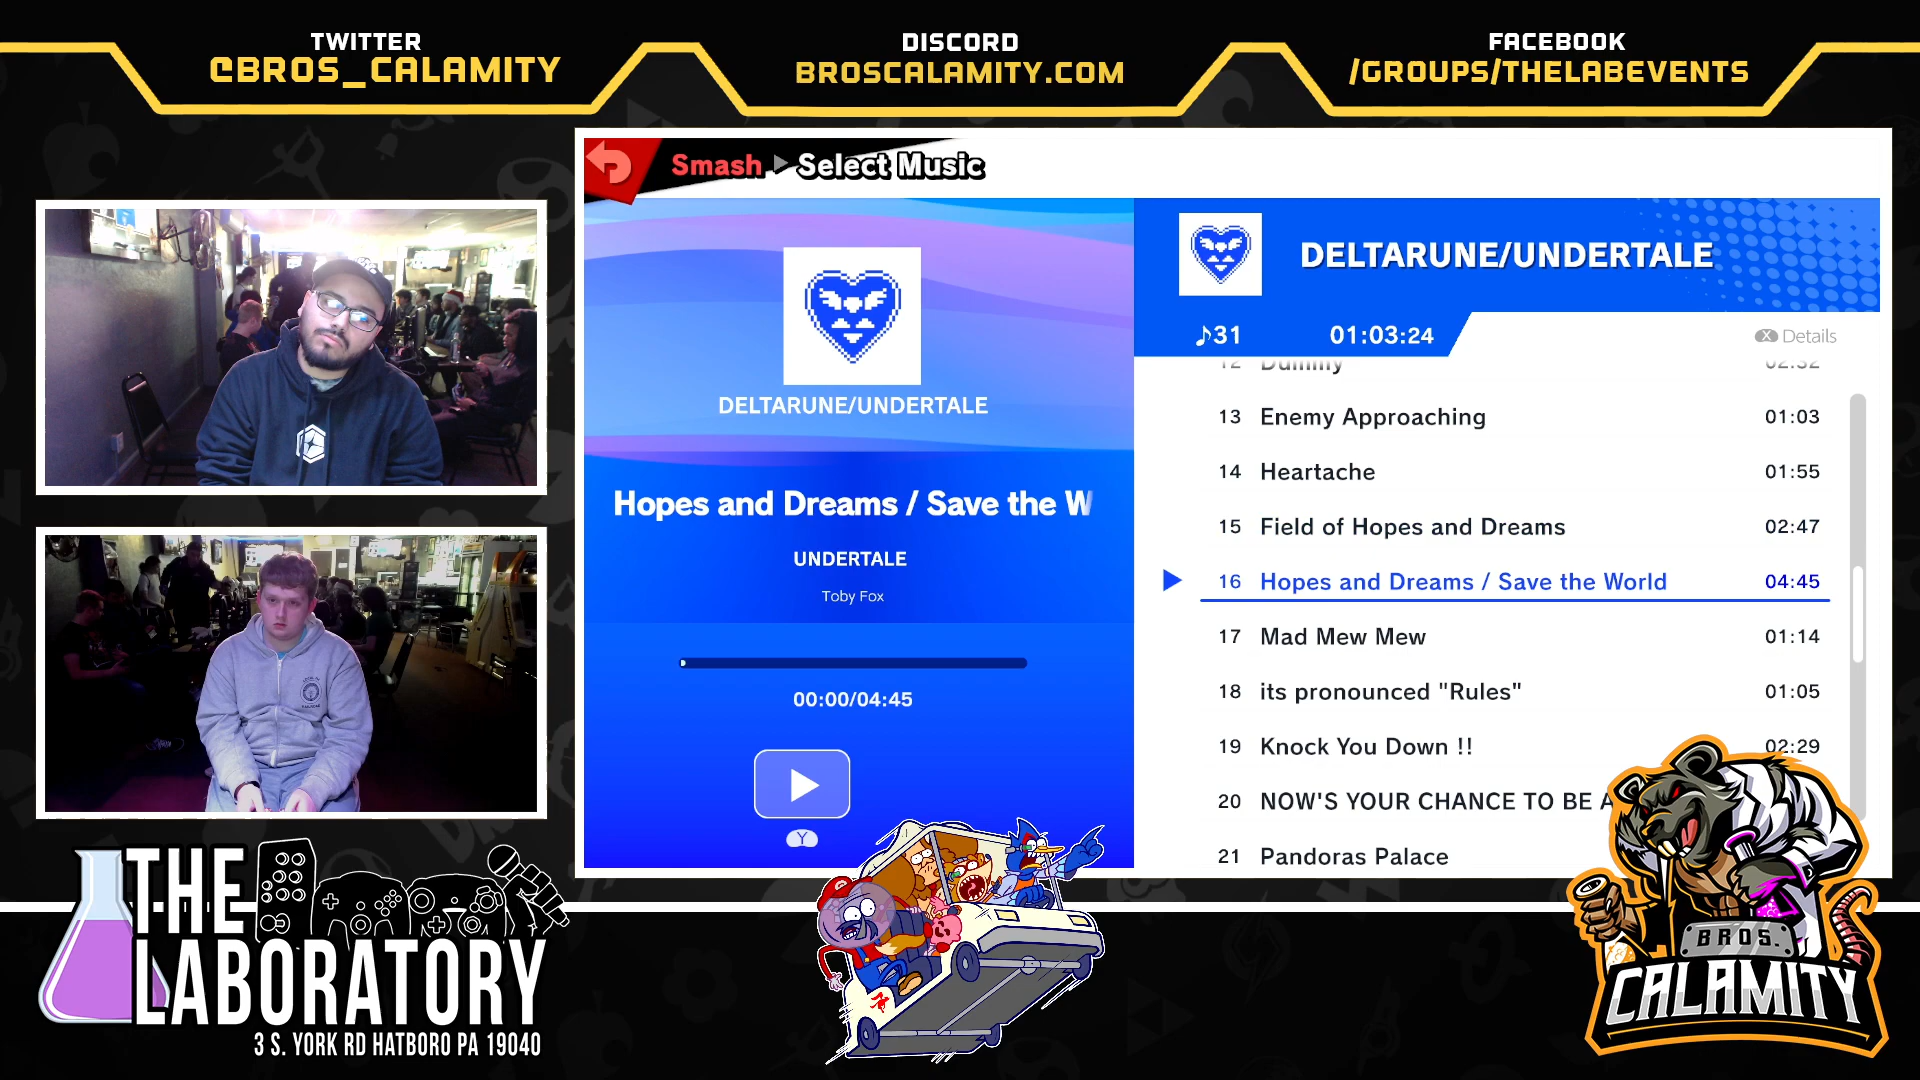 TWITTER
@BROS_CALAMITY
DISCORD
BROSCALAMITY.COM
FACEBOOK
/GROUPS/THELABEVENTS
Smash ▶ Select Music
DELTARUNE/UNDERTALE
Hopes and Dreams / Save the W
UNDERTALE
Toby Fox
00:00/04:45
Y
DELTARUNE/UNDERTALE
♪31 01:03:24
X Details
12 Dummy 02:32
13 Enemy Approaching 01:03
14 Heartache 01:55
15 Field of Hopes and Dreams 02:47
16 Hopes and Dreams / Save the World 04:45
17 Mad Mew Mew 01:14
18 its pronounced "Rules" 01:05
19 Knock You Down !! 02:29
20 NOW'S YOUR CHANCE TO BE A
21 Pandoras Palace
THE
LABORATORY
3 S. YORK RD HATBORO PA 19040
BROS.
CALAMITY